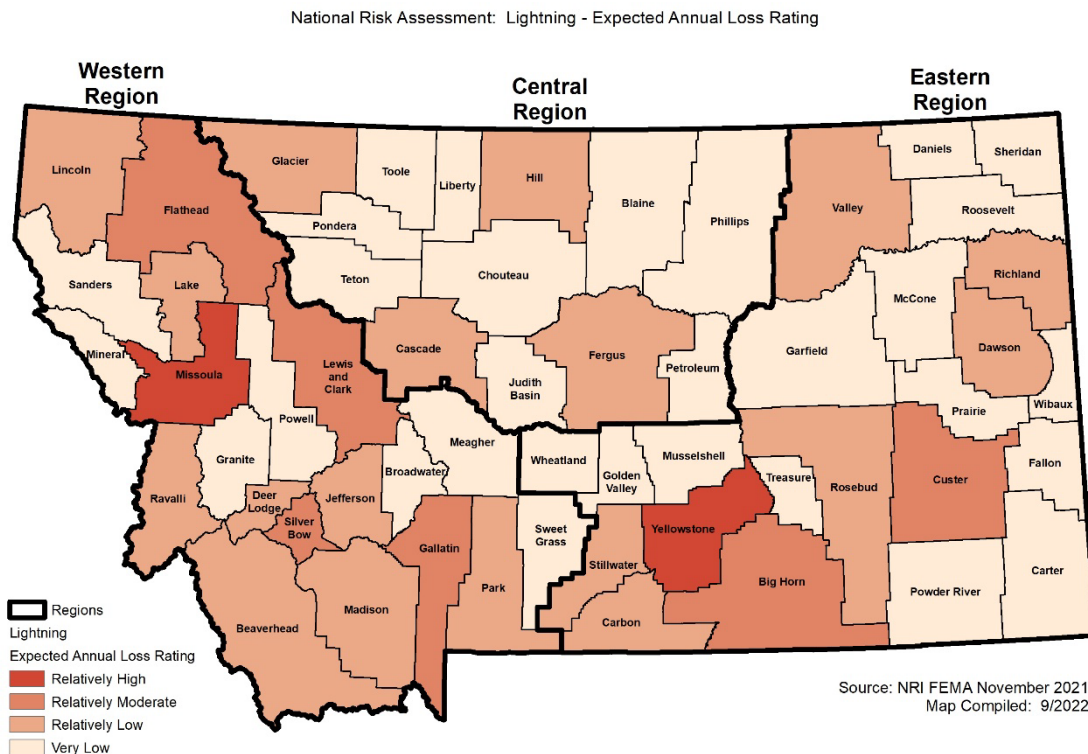 National Risk Assessment: Lightning - Expected Annual Loss Rating
Western
Region
Central
Region
Eastern
Region
Lincoln
Flathead
Glacier
Toole
Liberty
Hill
Blaine
Phillips
Valley
Daniels
Sheridan
Roosevelt
Pondera
Teton
Chouteau
Sanders
Lake
McCone
Richland
Mineral
Missoula
Lewis
and
Clark
Cascade
Judith
Basin
Fergus
Petroleum
Garfield
Dawson
Prairie
Wibaux
Powell
Granite
Meagher
Broadwater
Wheatland
Golden
Valley
Musselshell
Treasure
Rosebud
Custer
Fallon
Ravalli
Deer
Lodge
Jefferson
Silver
Bow
Gallatin
Park
Sweet
Grass
Stillwater
Yellowstone
Big Horn
Powder River
Carter
Beaverhead
Madison
Carbon
Regions
Lightning
Expected Annual Loss Rating
Relatively High
Relatively Moderate
Relatively Low
Very Low
Source: NRI FEMA November 2021
Map Compiled: 9/2022